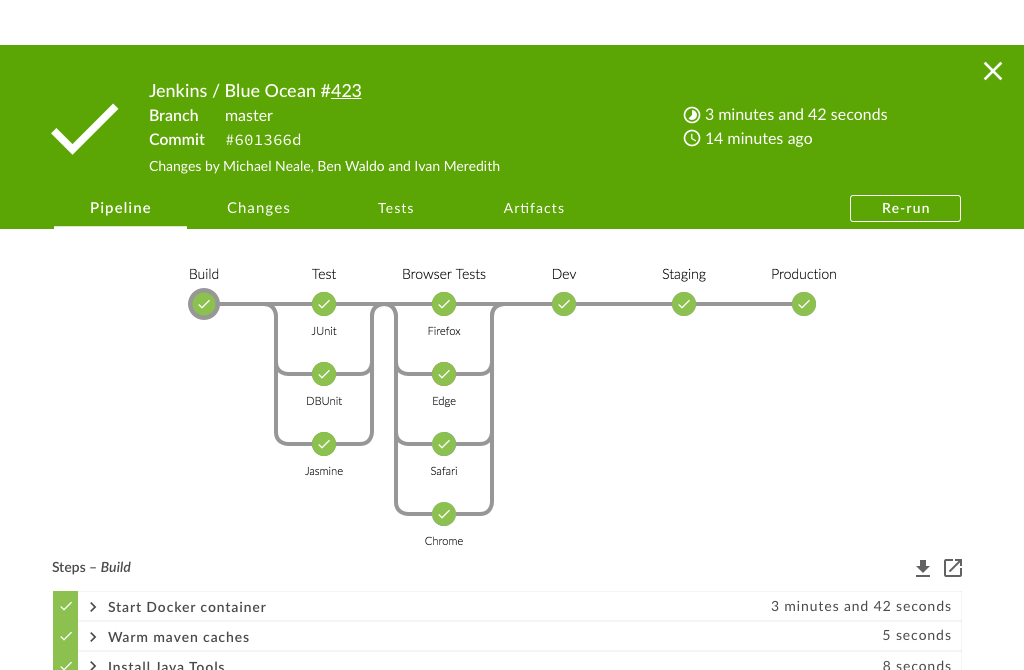 Jenkins / Blue Ocean #423
Branch master
Commit #601366d
Changes by Michael Neale, Ben Waldo and Ivan Meredith
3 minutes and 42 seconds
14 minutes ago
Pipeline Changes Tests Artifacts Re-run
Build Test Browser Tests Dev Staging Production
JUnit Firefox
DBUnit Edge
Jasmine Safari
Chrome
Steps – Build
Start Docker container 3 minutes and 42 seconds
Warm maven caches 5 seconds
Install Java Tools 8 seconds